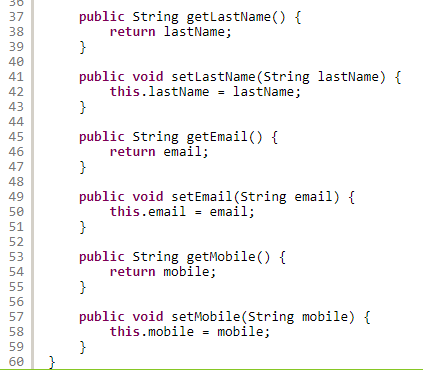 36
37 public String getLastName() {
38 return lastName;
39 }
40
41 public void setLastName(String lastName) {
42 this.lastName = lastName;
43 }
44
45 public String getEmail() {
46 return email;
47 }
48
49 public void setEmail(String email) {
50 this.email = email;
51 }
52
53 public String getMobile() {
54 return mobile;
55 }
56
57 public void setMobile(String mobile) {
58 this.mobile = mobile;
59 }
60 }